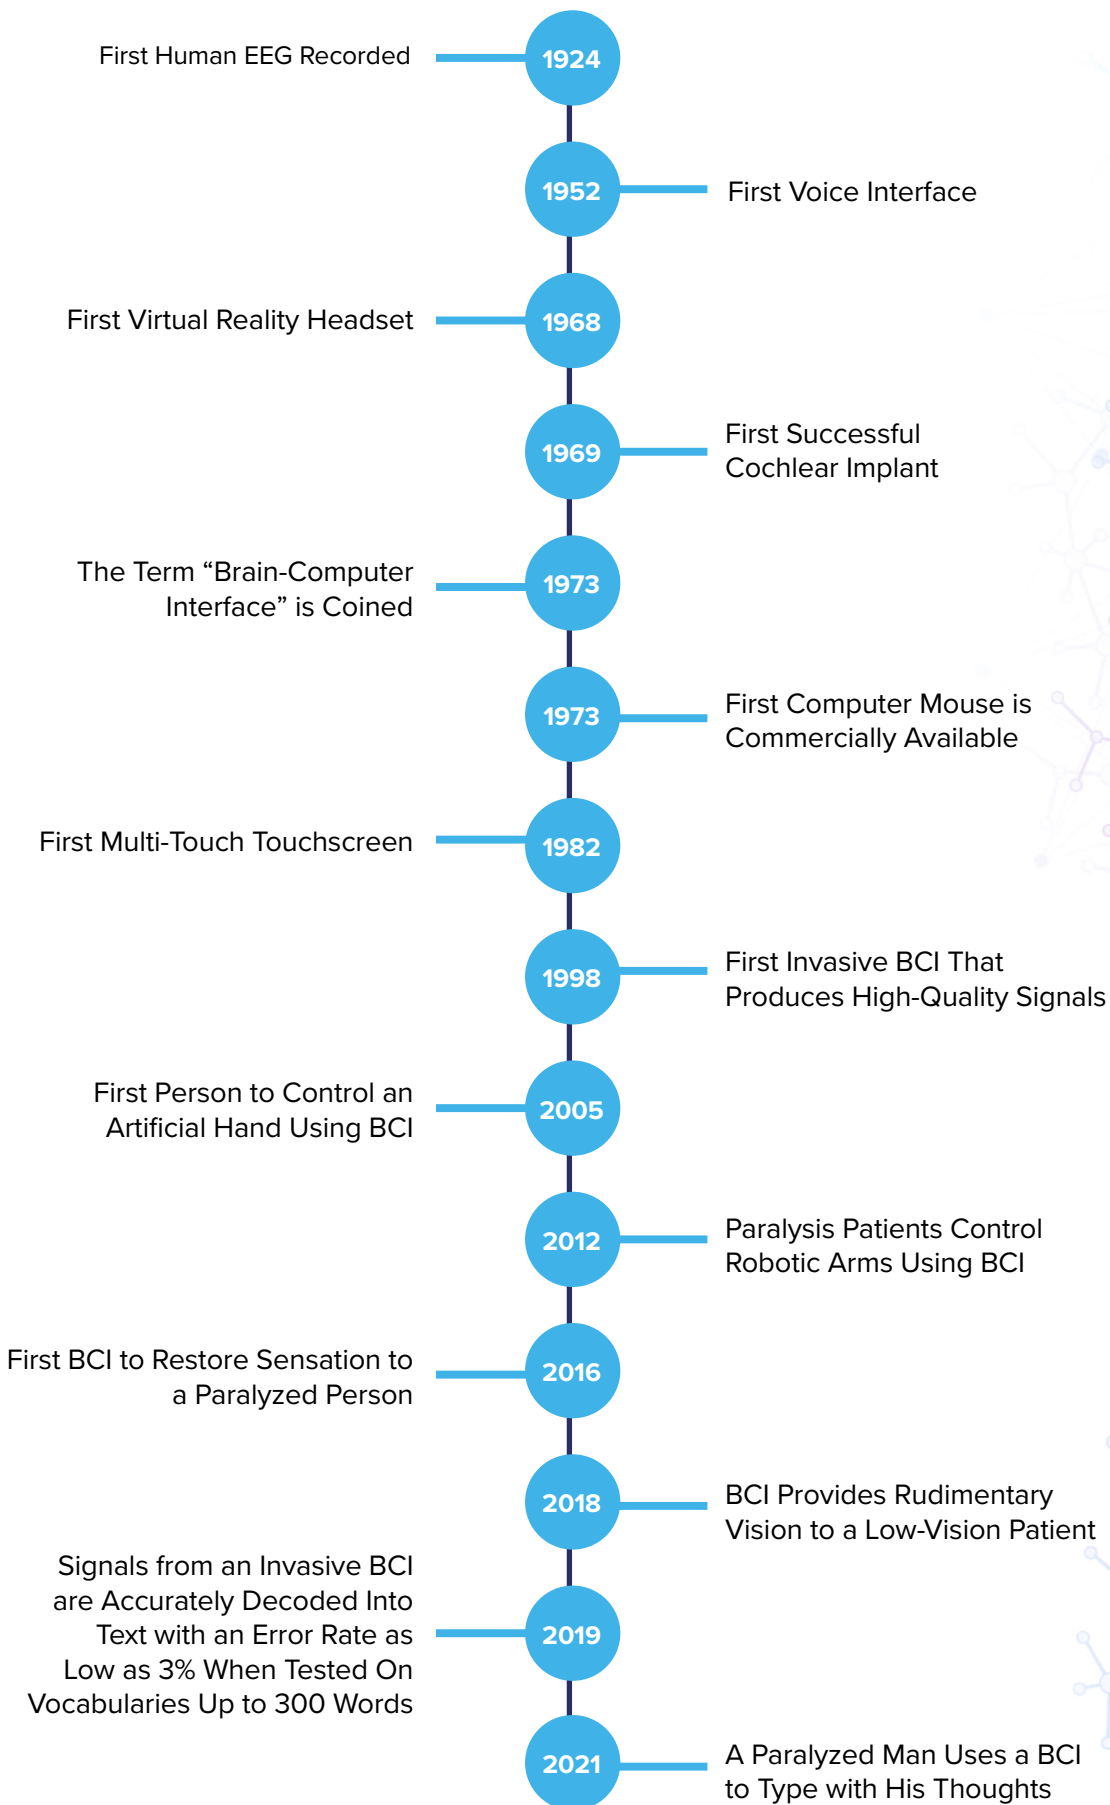 First Human EEG Recorded
1924
1952
First Voice Interface
First Virtual Reality Headset
1968
1969
First Successful
Cochlear Implant
The Term “Brain-Computer
Interface” is Coined
1973
1973
First Computer Mouse is
Commercially Available
First Multi-Touch Touchscreen
1982
1998
First Invasive BCI That
Produces High-Quality Signals
First Person to Control an
Artificial Hand Using BCI
2005
2012
Paralysis Patients Control
Robotic Arms Using BCI
First BCI to Restore Sensation to
a Paralyzed Person
2016
2018
BCI Provides Rudimentary
Vision to a Low-Vision Patient
Signals from an Invasive BCI
are Accurately Decoded Into
Text with an Error Rate as
Low as 3% When Tested On
Vocabularies Up to 300 Words
2019
2021
A Paralyzed Man Uses a BCI
to Type with His Thoughts